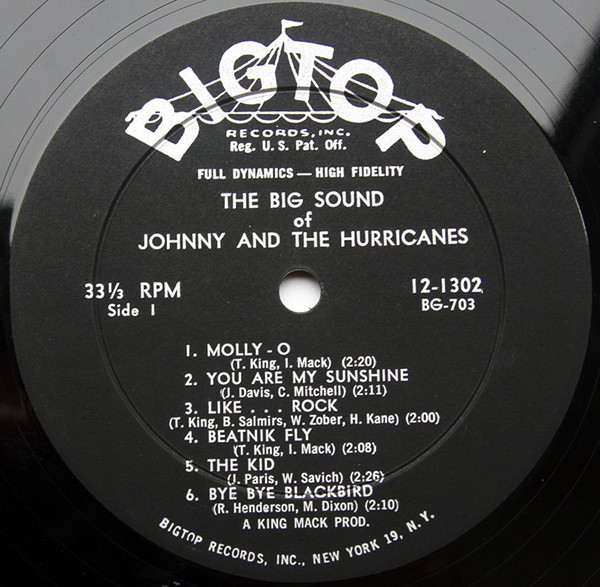 BIGTOP
RECORDS, INC.
Reg. U. S. Pat. Off.
FULL DYNAMICS — HIGH FIDELITY
THE BIG SOUND
of
JOHNNY AND THE HURRICANES
33⅓ RPM
Side 1
12-1302
BG-703
1. MOLLY-O
(T. King, I. Mack) (2:20)
2. YOU ARE MY SUNSHINE
(J. Davis, C. Mitchell) (2:11)
3. LIKE . . . ROCK
(T. King, B. Salmirs, W. Zober, H. Kane) (2:00)
4. BEATNIK FLY
(T. King, I. Mack) (2:08)
5. THE KID
(J. Paris, W. Savich) (2:26)
6. BYE BYE BLACKBIRD
(R. Henderson, M. Dixon) (2:10)
A KING MACK PROD.
BIGTOP RECORDS, INC., NEW YORK 19, N. Y.